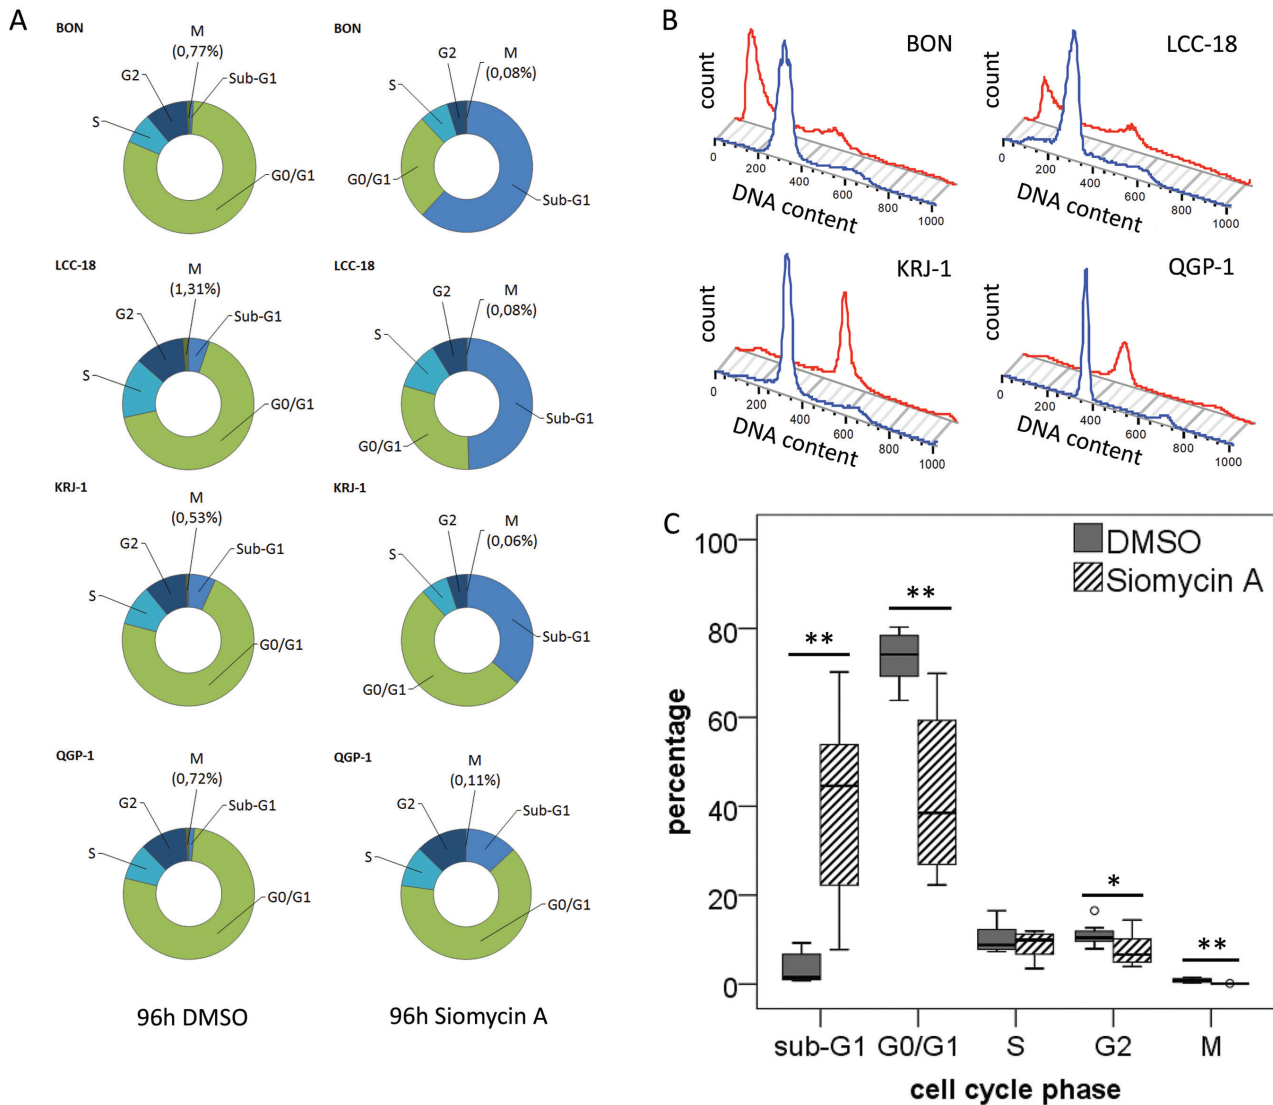 A
BON
M
(0,77%)
G2
Sub-G1
S
G0/G1
BON
M
(0,08%)
G2
S
G0/G1
Sub-G1
LCC-18
M
(1,31%)
G2
Sub-G1
S
G0/G1
LCC-18
M
(0,08%)
G2
S
Sub-G1
G0/G1
KRJ-1
M
(0,53%)
G2
Sub-G1
S
G0/G1
KRJ-1
M
(0,06%)
G2
S
Sub-G1
G0/G1
QGP-1
M
(0,72%)
G2
Sub-G1
S
G0/G1
QGP-1
M
(0,11%)
G2
Sub-G1
S
G0/G1
96h DMSO
96h Siomycin A
B
BON
count
0
200
400
600
800
1000
DNA content
LCC-18
count
0
200
400
600
800
1000
DNA content
KRJ-1
count
0
200
400
600
800
1000
DNA content
QGP-1
count
0
200
400
600
800
1000
DNA content
C
DMSO
Siomycin A
100
80
60
40
20
0
percentage
**
**
*
**
sub-G1
G0/G1
S
G2
M
cell cycle phase